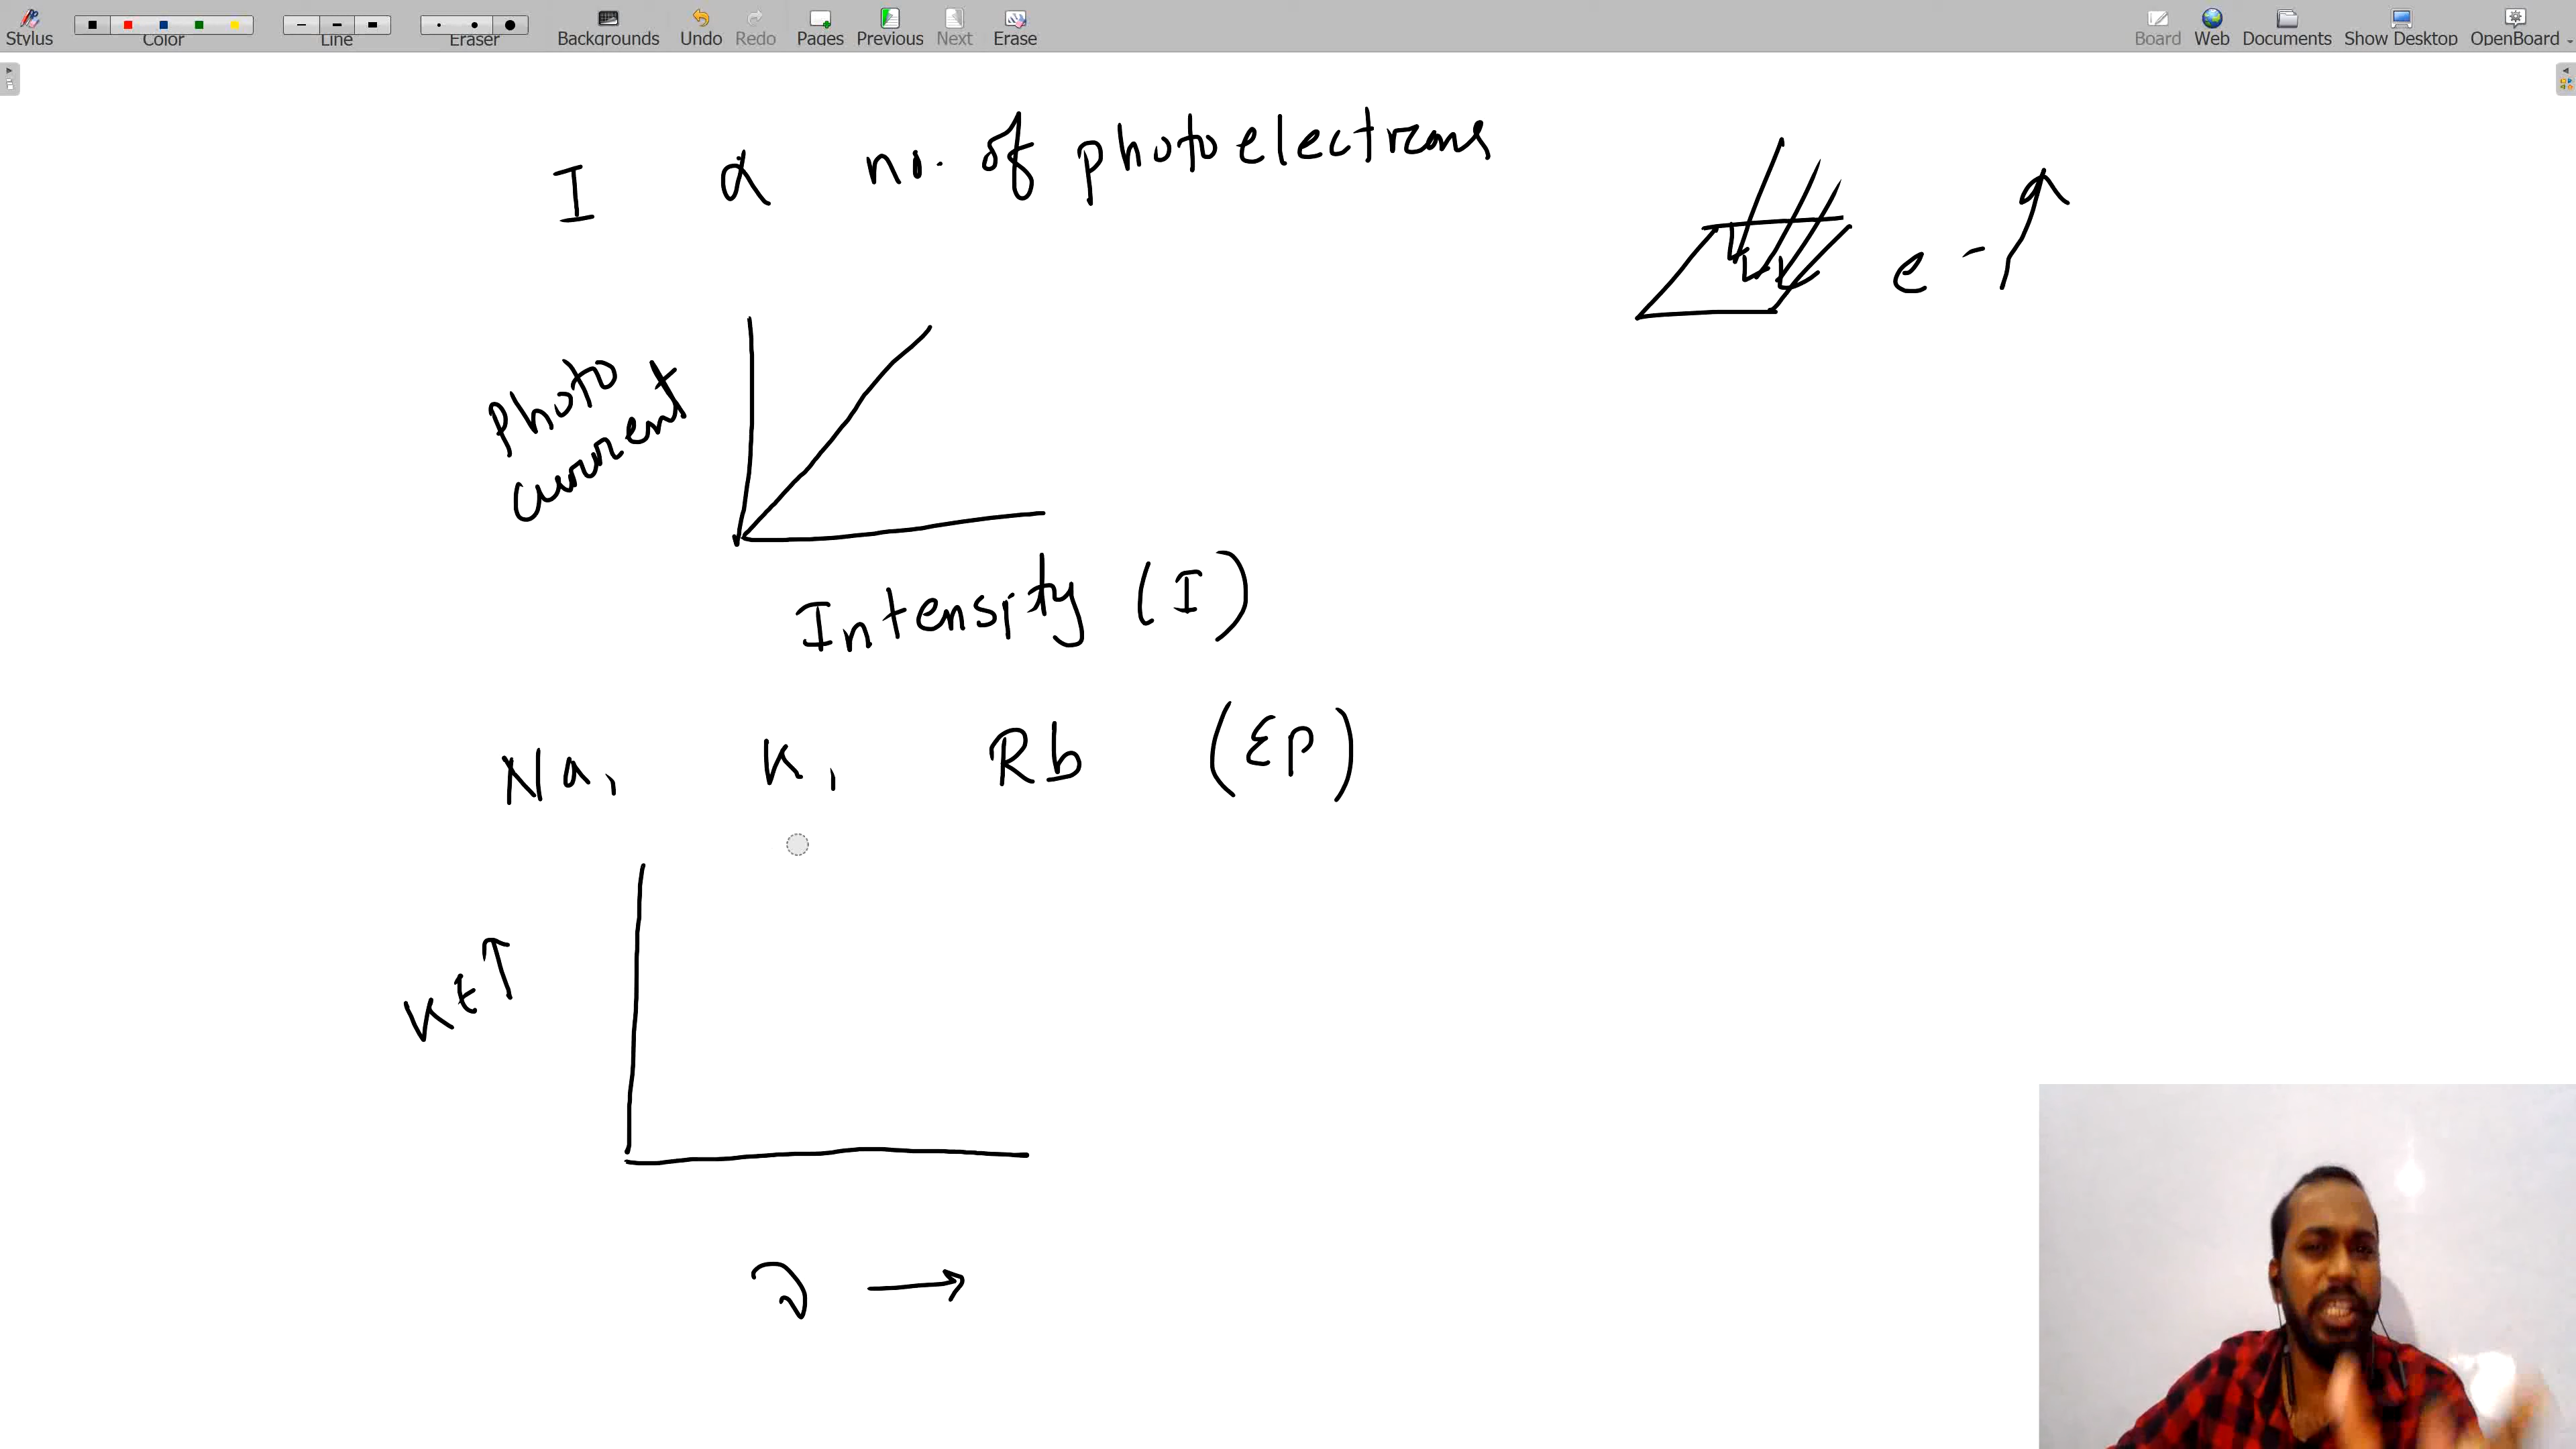 Stylus Color Line Eraser Backgrounds Undo Redo Pages Previous Next Erase Board Web Documents Show Desktop OpenBoard
I α no. of photoelectrons
e -
Photo
current
Intensity (I)
Na, K, Rb (EP)
KE↑
ν →